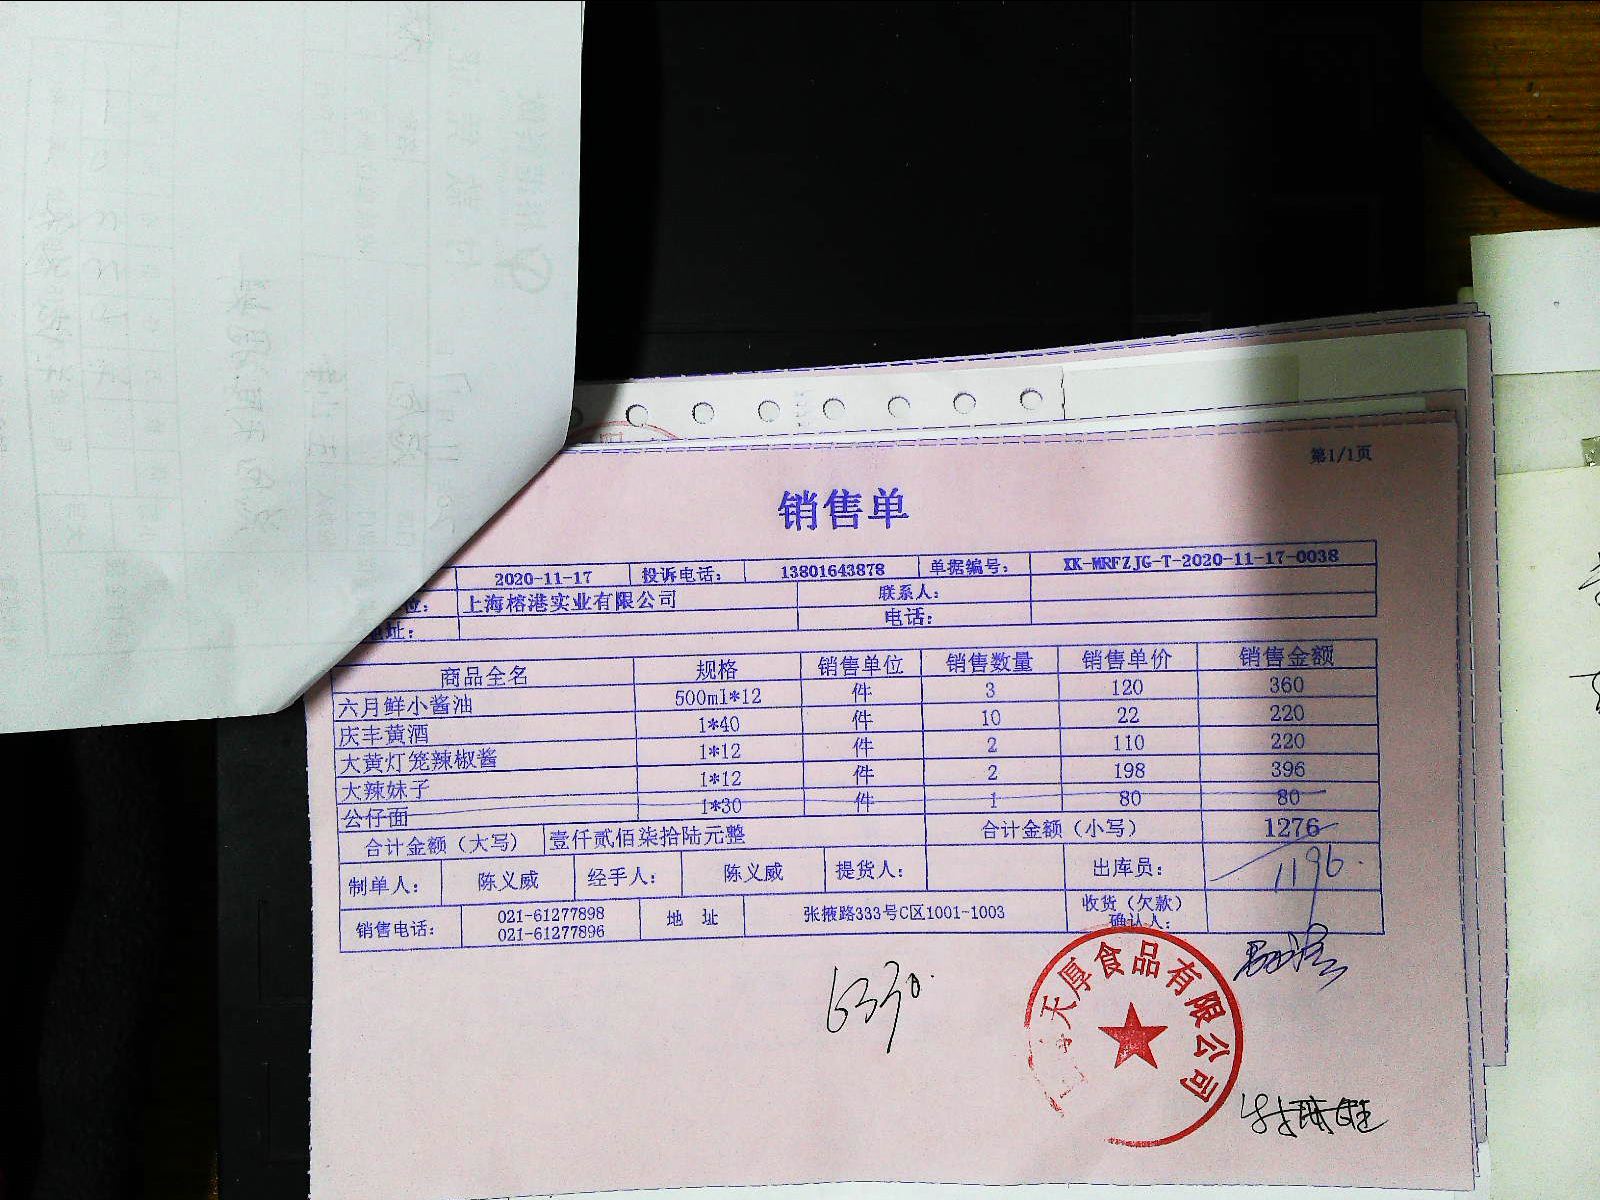 第1/1页
销售单
2020-11-17 投诉电话: 13801643878 单据编号: XK-MRFZJG-T-2020-11-17-0038
位: 上海榕港实业有限公司 联系人:
地址: 电话:
商品全名 规格 销售单位 销售数量 销售单价 销售金额
六月鲜小酱油 500ml*12 件 3 120 360
庆丰黄酒 1*40 件 10 22 220
大黄灯笼辣椒酱 1*12 件 2 110 220
大辣妹子 1*12 件 2 198 396
公仔面 1*30 件 1 80 80
合计金额（大写） 壹仟贰佰柒拾陆元整 合计金额（小写） 1276
1196.
制单人: 陈义威 经手人: 陈义威 提货人: 出库员:
销售电话: 021-61277898 021-61277896 地址 张掖路333号C区1001-1003 收货（欠款）确认人:
天厚食品有限公司